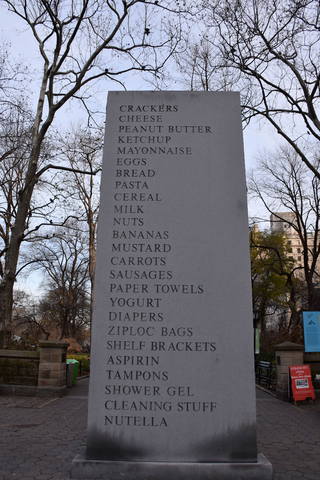 CRACKERS
CHEESE
PEANUT BUTTER
KETCHUP
MAYONNAISE
EGGS
BREAD
PASTA
CEREAL
MILK
NUTS
BANANAS
MUSTARD
CARROTS
SAUSAGES
PAPER TOWELS
YOGURT
DIAPERS
ZIPLOC BAGS
SHELF BRACKETS
ASPIRIN
TAMPONS
SHOWER GEL
CLEANING STUFF
NUTELLA